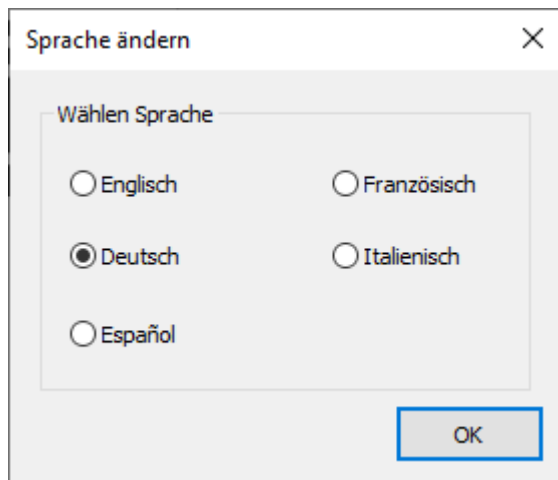 Sprache ändern
Wählen Sprache
Englisch Französisch
Deutsch Italienisch
Español
OK